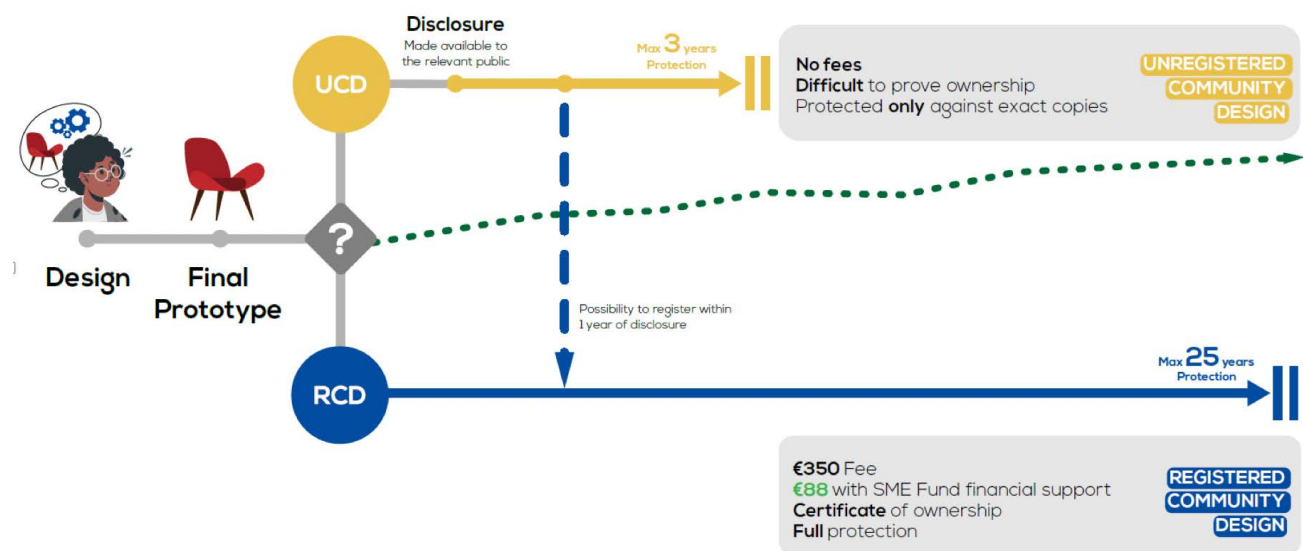 Disclosure
Made available to
the relevant public
UCD
Max 3 years
Protection
No fees
Difficult to prove ownership
Protected only against exact copies
UNREGISTERED
COMMUNITY
DESIGN
?
)
Design
Final
Prototype
Possibility to register within
1 year of disclosure
RCD
Max 25 years
Protection
€350 Fee
€88 with SME Fund financial support
Certificate of ownership
Full protection
REGISTERED
COMMUNITY
DESIGN